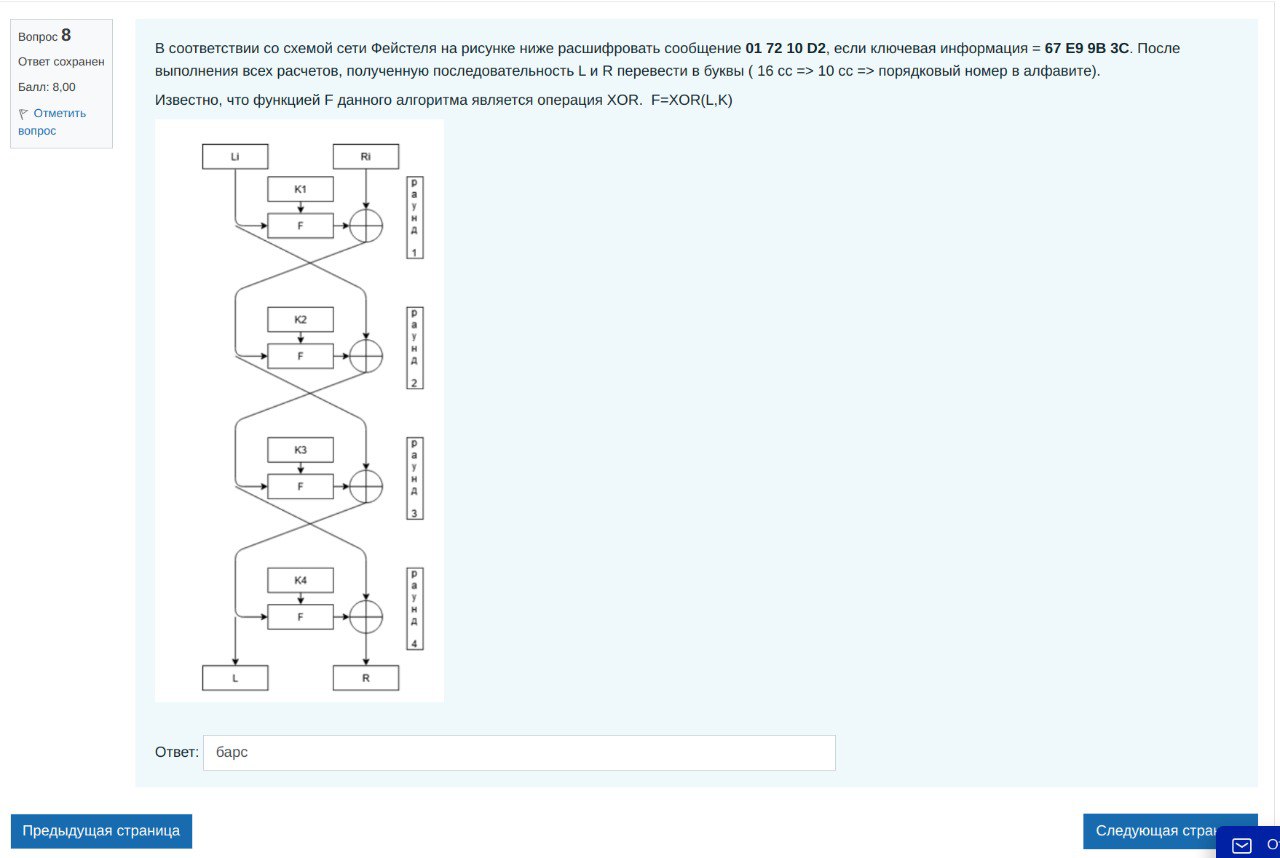 Вопрос 8
Ответ сохранен
Балл: 8,00
Отметить
вопрос
В соответствии со схемой сети Фейстеля на рисунке ниже расшифровать сообщение 01 72 10 D2, если ключевая информация = 67 E9 9B 3C. После
выполнения всех расчетов, полученную последовательность L и R перевести в буквы ( 16 сс => 10 сс => порядковый номер в алфавите).
Известно, что функцией F данного алгоритма является операция XOR. F=XOR(L,K)
Li Ri
K1
F
раунд 1
K2
F
раунд 2
K3
F
раунд 3
K4
F
раунд 4
L R
Ответ: барс
Предыдущая страница
Следующая